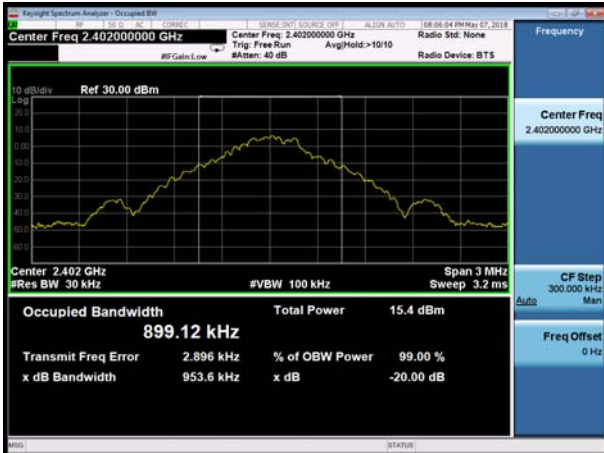 Keysight Spectrum Analyzer - Occupied BW
RF 50 Ω AC CORREC SENSE:INT SOURCE OFF ALIGN AUTO 08:06:04 PM May 07, 2018
Center Freq 2.402000000 GHz
Center Freq: 2.402000000 GHz
Radio Std: None
Trig: Free Run Avg|Hold:>10/10
#IFGain:Low #Atten: 40 dB Radio Device: BTS
10 dB/div Ref 30.00 dBm
Log
20.0
10.0
0.00
10.0
20.0
30.0
40.0
50.0
60.0
Center 2.402 GHz Span 3 MHz
#Res BW 30 kHz #VBW 100 kHz Sweep 3.2 ms
Occupied Bandwidth Total Power 15.4 dBm
899.12 kHz
Transmit Freq Error 2.896 kHz % of OBW Power 99.00 %
x dB Bandwidth 953.6 kHz x dB -20.00 dB
MSG STATUS
Frequency
Center Freq
2.402000000 GHz
CF Step
300.000 kHz
Auto Man
Freq Offset
0 Hz